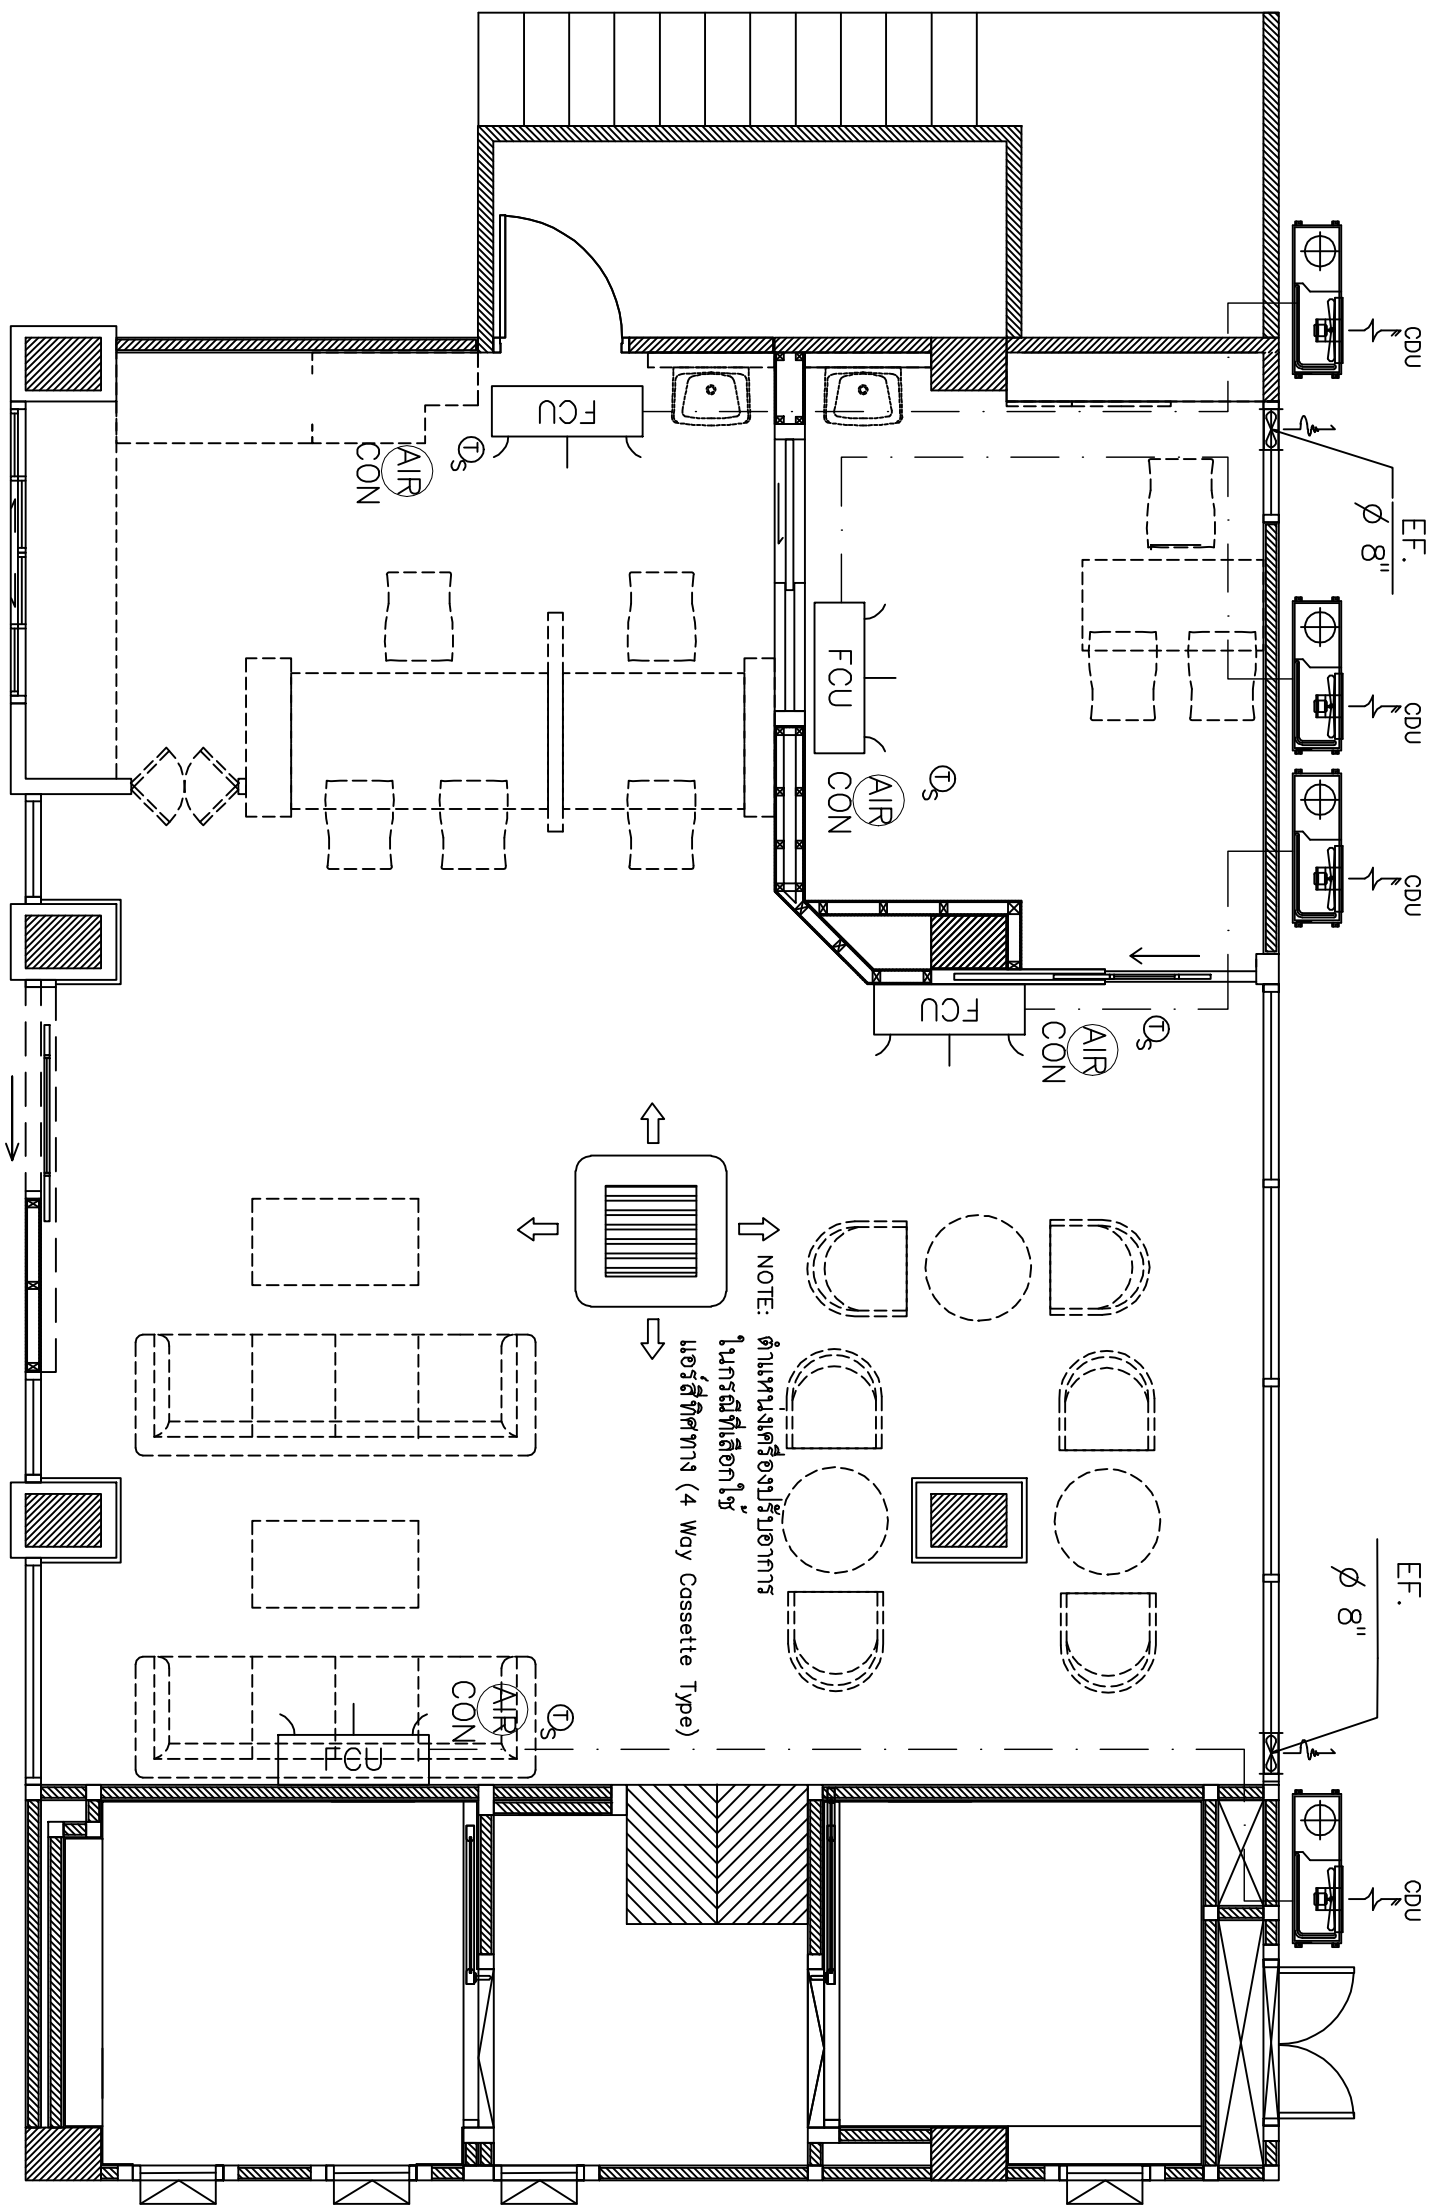 CDU
EF.
ø 8"
CDU
CDU
FCU
TS
AIR
CON
FCU
TS
AIR
CON
FCU
TS
AIR
CON
NOTE: ตำแหน่งเครื่องปรับอากาศ
ในกรณีที่เลือกใช้
แอร์สี่ทิศทาง (4 Way Cassette Type)
EF.
ø 8"
FCU
TS
AIR
CON
CDU